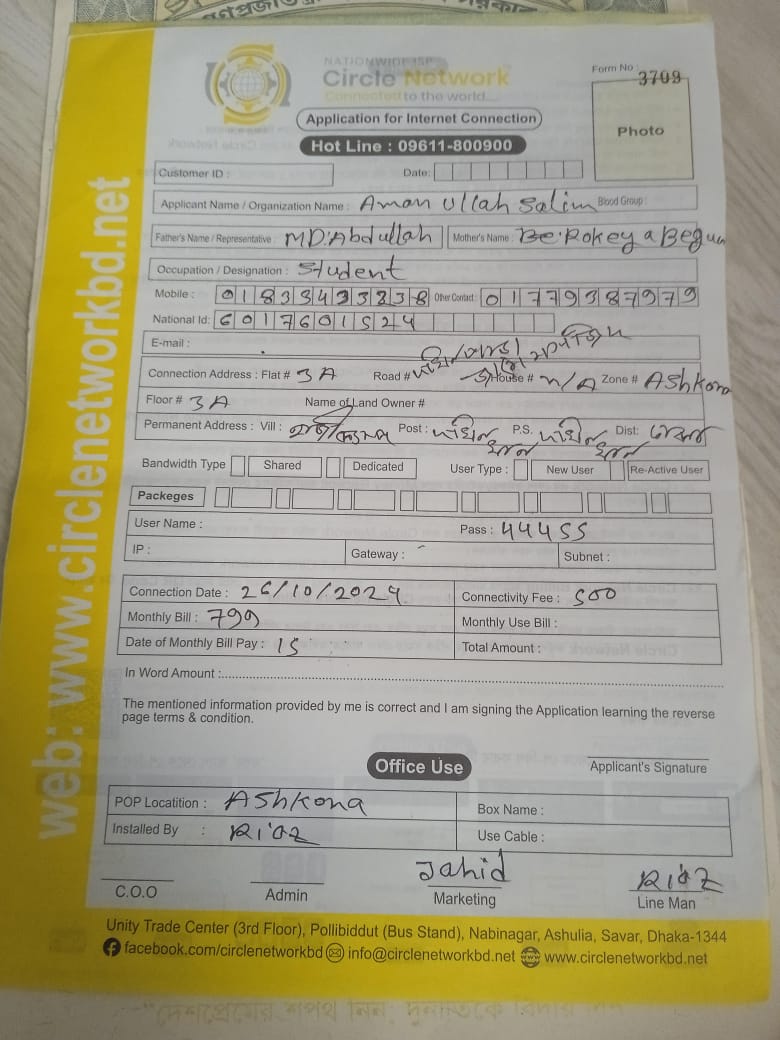 গণপ্রজাত সরকার
NATIONWIDE ISP
Circle Network
Connected to the world
Form No : 3709
Application for Internet Connection
Photo
Hot Line : 09611-800900
Customer ID : Date:
Applicant Name / Organization Name : Aman Ullah Salim Blood Group :
Father's Name / Representative : MD:Abdullah Mother's Name : Be:Rokeya Begum
Occupation / Designation : Student
Mobile : 01833433238 Other Contact : 01779387979
National Id: 6017601524
E-mail :
Connection Address : Flat # 3A Road # House # n/A Zone # Ashkona
Floor # 3A Name of Land Owner #
Permanent Address : Vill : Post : P.S. Dist:
Bandwidth Type Shared Dedicated User Type : New User Re-Active User
Packeges
User Name : Pass : 44455
IP : Gateway : Subnet :
Connection Date : 26/10/2024 Connectivity Fee : 500
Monthly Bill : 799 Monthly Use Bill :
Date of Monthly Bill Pay : 15 Total Amount :
In Word Amount :
The mentioned information provided by me is correct and I am signing the Application learning the reverse
page terms & condition.
Office Use
Applicant's Signature
POP Locatition : Ashkona Box Name :
Installed By : Riaz Use Cable :
Jahid Riaz
C.O.O Admin Marketing Line Man
Unity Trade Center (3rd Floor), Pollibiddut (Bus Stand), Nabinagar, Ashulia, Savar, Dhaka-1344
facebook.com/circlenetworkbd info@circlenetworkbd.net www.circlenetworkbd.net
web: www.circlenetworkbd.net